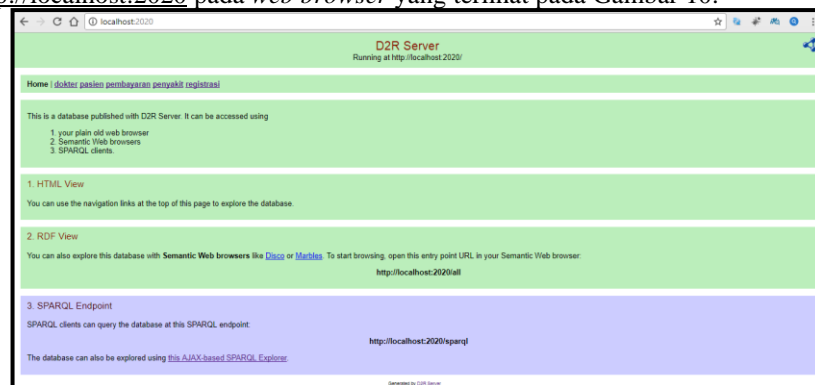 ://localhost:2020 pada web browser yang terlihat pada Gambar 16.
localhost:2020
D2R Server
Running at http://localhost:2020/
Home | dokter pasien pembayaran penyakit registrasi
This is a database published with D2R Server. It can be accessed using
1. your plain old web browser
2. Semantic Web browsers
3. SPARQL clients.
1. HTML View
You can use the navigation links at the top of this page to explore the database.
2. RDF View
You can also explore this database with Semantic Web browsers like Disco or Marbles. To start browsing, open this entry point URL in your Semantic Web browser:
http://localhost:2020/all
3. SPARQL Endpoint
SPARQL clients can query the database at this SPARQL endpoint:
http://localhost:2020/sparql
The database can also be explored using this AJAX-based SPARQL Explorer.
Generated by D2R Server